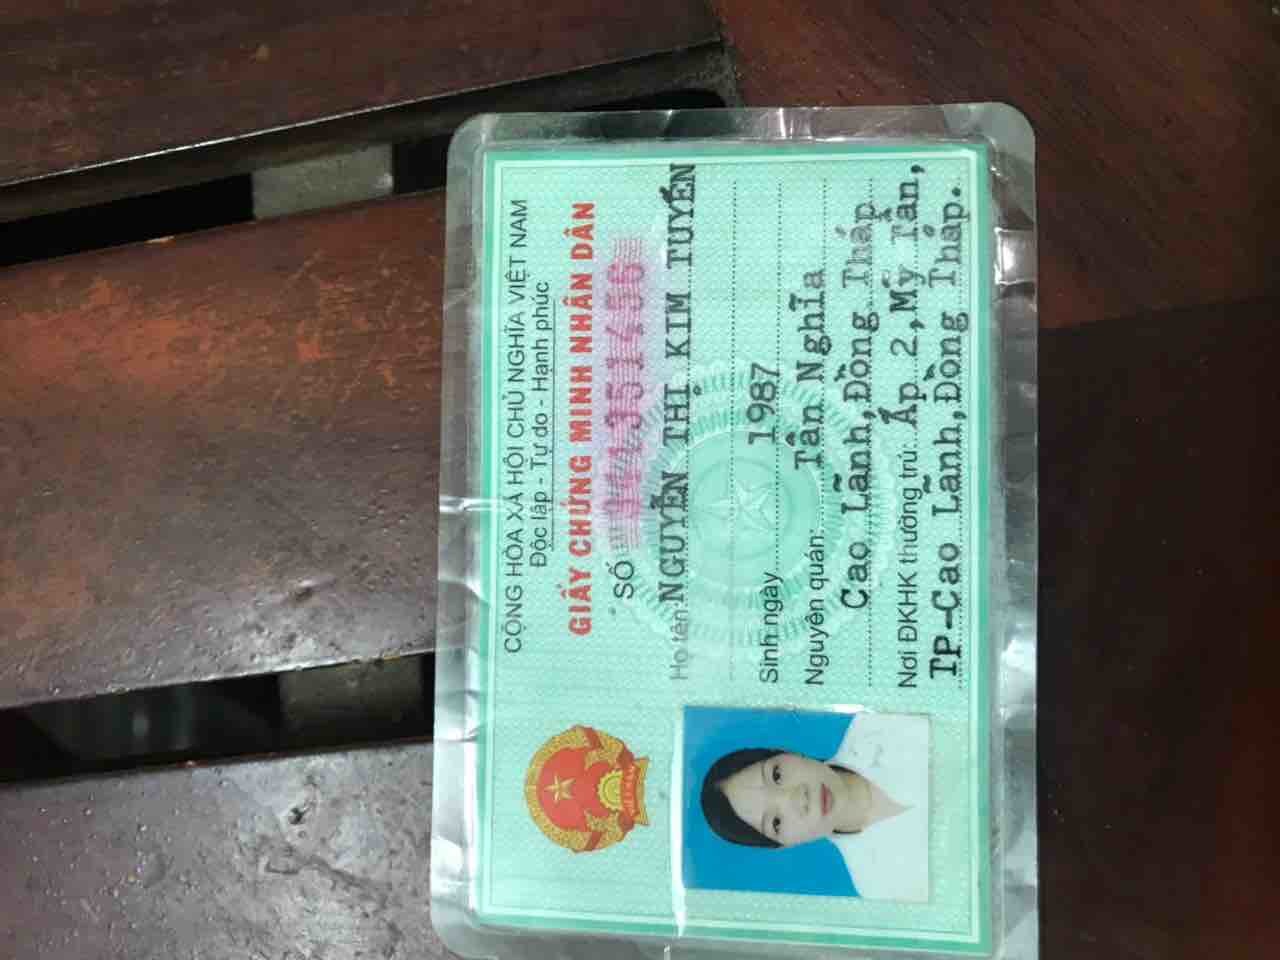 CỘNG HÒA XÃ HỘI CHỦ NGHĨA VIỆT NAM
Độc lập - Tự do - Hạnh phúc
GIẤY CHỨNG MINH NHÂN DÂN
SỐ
Họ tên: NGUYỄN THỊ KIM TUYẾN
Sinh ngày 1987
Nguyên quán: Tân Nghĩa
Cao Lãnh, Đồng Tháp
Nơi ĐKHK thường trú: Ấp 2, Mỹ Tân,
TP-Cao Lãnh, Đồng Tháp.